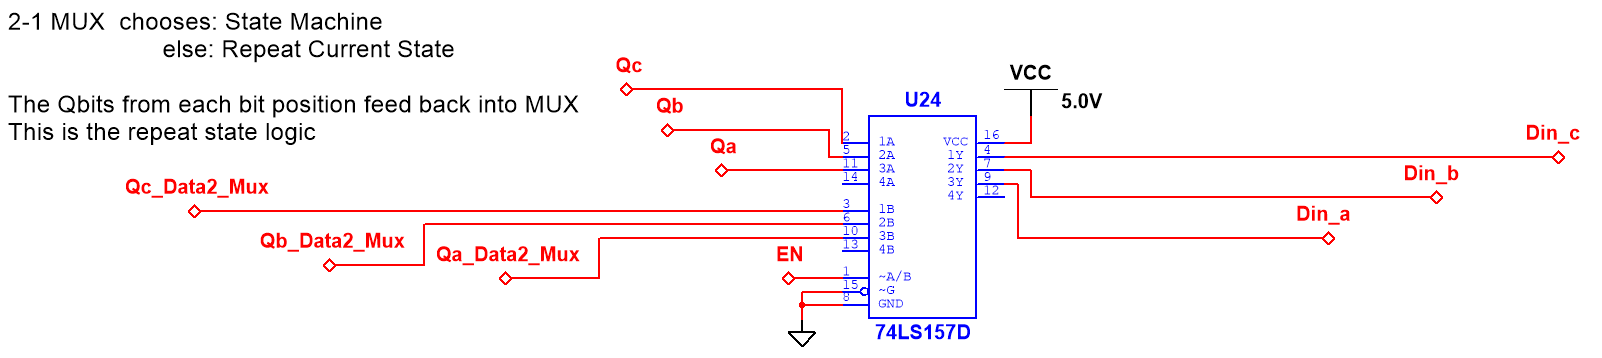 2-1 MUX  chooses: State Machine
else: Repeat Current State
The Qbits from each bit position feed back into MUX
This is the repeat state logic
Qc
Qb
Qa
Qc_Data2_Mux
Qb_Data2_Mux
Qa_Data2_Mux
EN
U24
VCC
5.0V
2 1A
5 2A
11 3A
14 4A
3 1B
6 2B
10 3B
13 4B
1 ~A/B
15 ~G
8 GND
VCC 16
1Y 4
2Y 7
3Y 9
4Y 12
74LS157D
Din_c
Din_b
Din_a